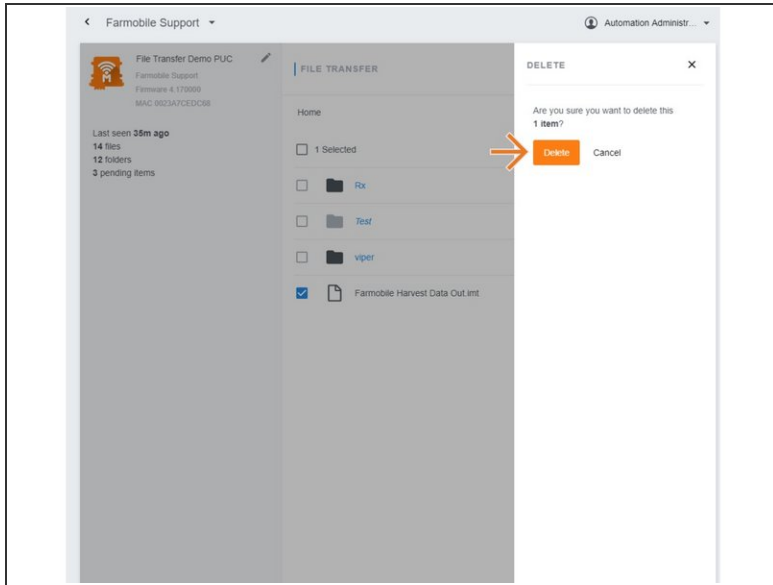 Farmobile Support
Automation Administr...
File Transfer Demo PUC
Farmobile Support
Firmware 4.170000
MAC 0023A7CEDC88
Last seen 35m ago
14 files
12 folders
3 pending items
FILE TRANSFER
Home
1 Selected
Rx
Test
viper
Farmobile Harvest Data Out.imt
DELETE
Are you sure you want to delete this
1 item?
Delete
Cancel